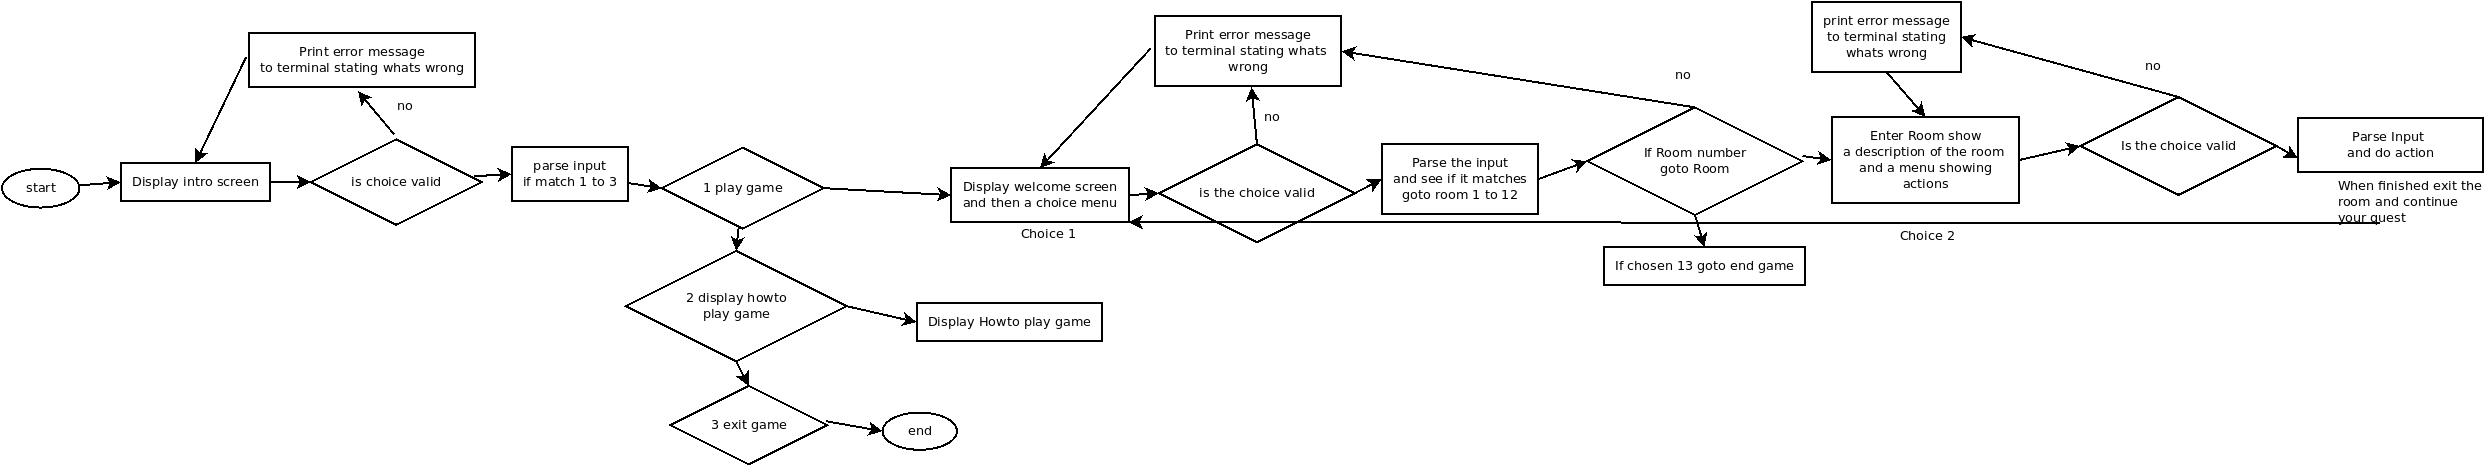 start
Display intro screen
Print error message
to terminal stating whats wrong
no
is choice valid
parse input
if match 1 to 3
1 play game
2 display howto
play game
Display Howto play game
3 exit game
end
Display welcome screen
and then a choice menu
Choice 1
Print error message
to terminal stating whats
wrong
no
is the choice valid
Parse the input
and see if it matches
goto room 1 to 12
no
If Room number
goto Room
If chosen 13 goto end game
print error message
to terminal stating
whats wrong
Enter Room show
a description of the room
and a menu showing
actions
Choice 2
no
Is the choice valid
Parse Input
and do action
When finished exit the
room and continue
your quest